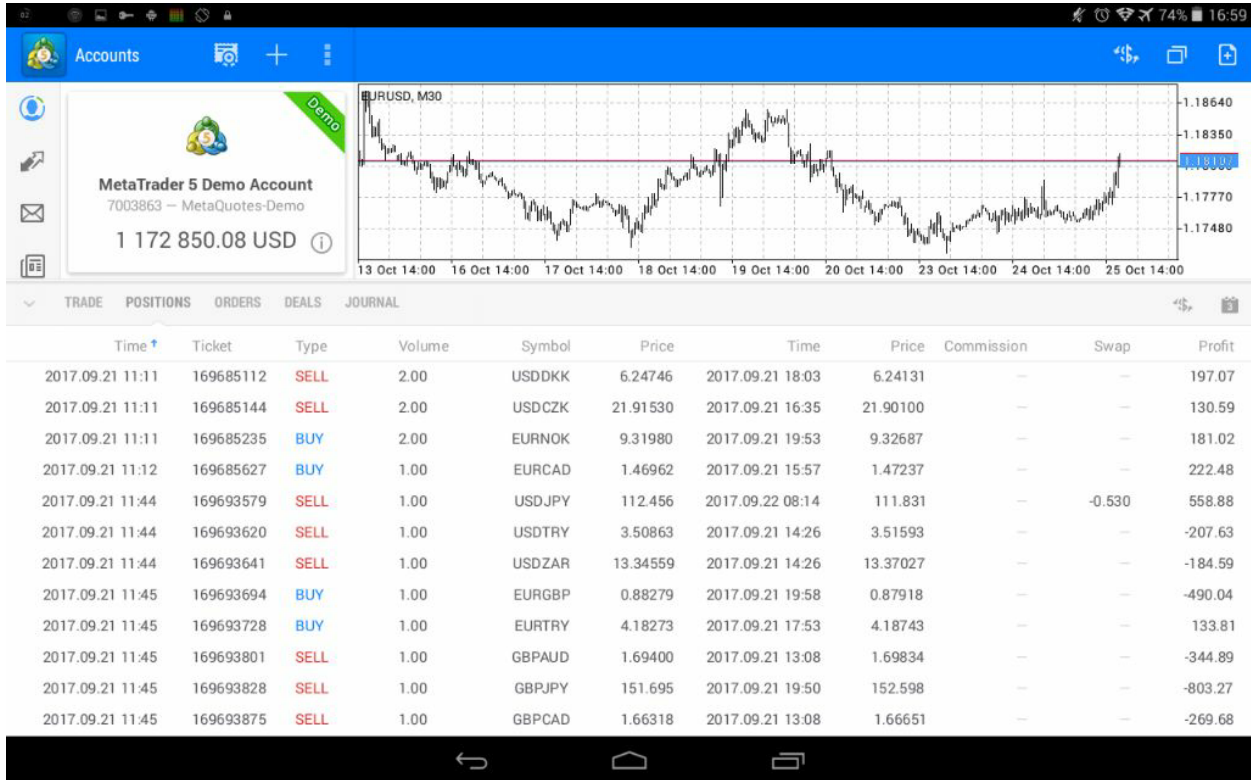 74% 16:59
Accounts
Demo
MetaTrader 5 Demo Account
7003863 — MetaQuotes-Demo
1 172 850.08 USD
EURUSD, M30
1.18640
1.18350
1.18107
1.17770
1.17480
13 Oct 14:00 16 Oct 14:00 17 Oct 14:00 18 Oct 14:00 19 Oct 14:00 20 Oct 14:00 23 Oct 14:00 24 Oct 14:00 25 Oct 14:00
TRADE POSITIONS ORDERS DEALS JOURNAL
Time Ticket Type Volume Symbol Price Time Price Commission Swap Profit
2017.09.21 11:11 169685112 SELL 2.00 USDDKK 6.24746 2017.09.21 18:03 6.24131 — — 197.07
2017.09.21 11:11 169685144 SELL 2.00 USDCZK 21.91530 2017.09.21 16:35 21.90100 — — 130.59
2017.09.21 11:11 169685235 BUY 2.00 EURNOK 9.31980 2017.09.21 19:53 9.32687 — — 181.02
2017.09.21 11:12 169685627 BUY 1.00 EURCAD 1.46962 2017.09.21 15:57 1.47237 — — 222.48
2017.09.21 11:44 169693579 SELL 1.00 USDJPY 112.456 2017.09.22 08:14 111.831 — -0.530 558.88
2017.09.21 11:44 169693620 SELL 1.00 USDTRY 3.50863 2017.09.21 14:26 3.51593 — — -207.63
2017.09.21 11:44 169693641 SELL 1.00 USDZAR 13.34559 2017.09.21 14:26 13.37027 — — -184.59
2017.09.21 11:45 169693694 BUY 1.00 EURGBP 0.88279 2017.09.21 19:58 0.87918 — — -490.04
2017.09.21 11:45 169693728 BUY 1.00 EURTRY 4.18273 2017.09.21 17:53 4.18743 — — 133.81
2017.09.21 11:45 169693801 SELL 1.00 GBPAUD 1.69400 2017.09.21 13:08 1.69834 — — -344.89
2017.09.21 11:45 169693828 SELL 1.00 GBPJPY 151.695 2017.09.21 19:50 152.598 — — -803.27
2017.09.21 11:45 169693875 SELL 1.00 GBPCAD 1.66318 2017.09.21 13:08 1.66651 — — -269.68